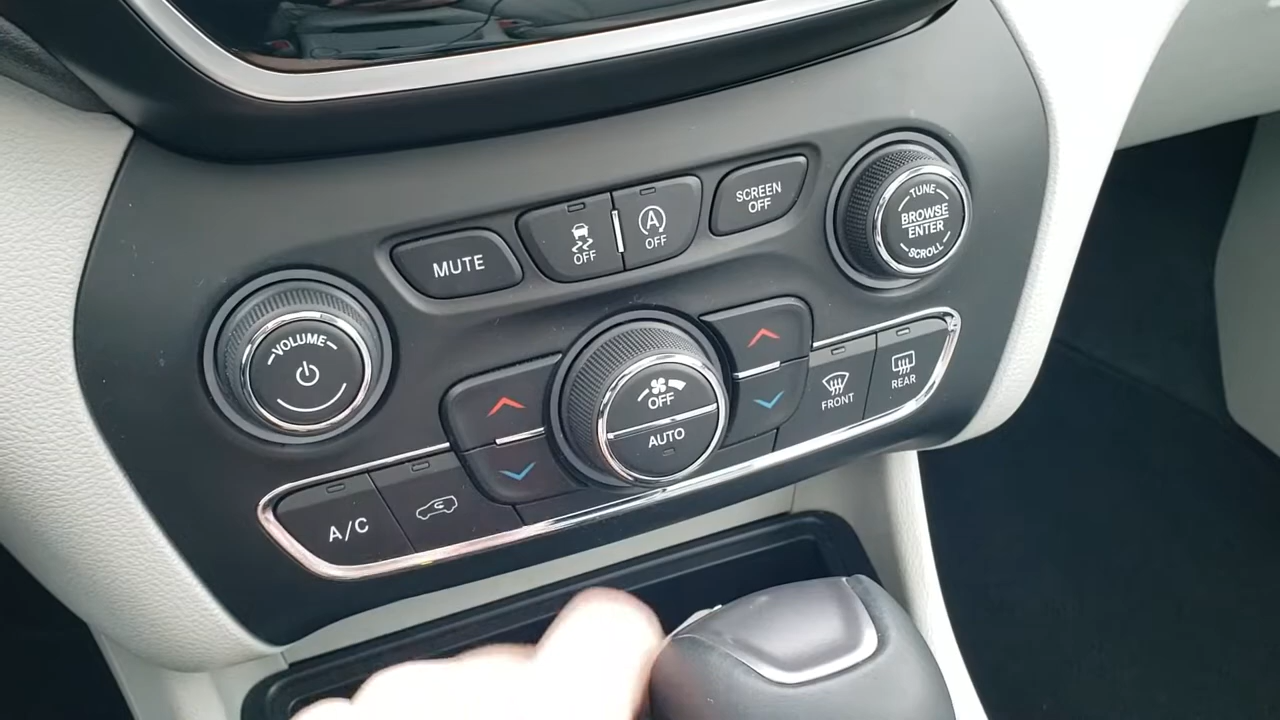 SCREEN
OFF
TUNE
BROWSE
ENTER
SCROLL
MUTE
OFF
A
OFF
VOLUME
OFF
AUTO
FRONT
REAR
A/C